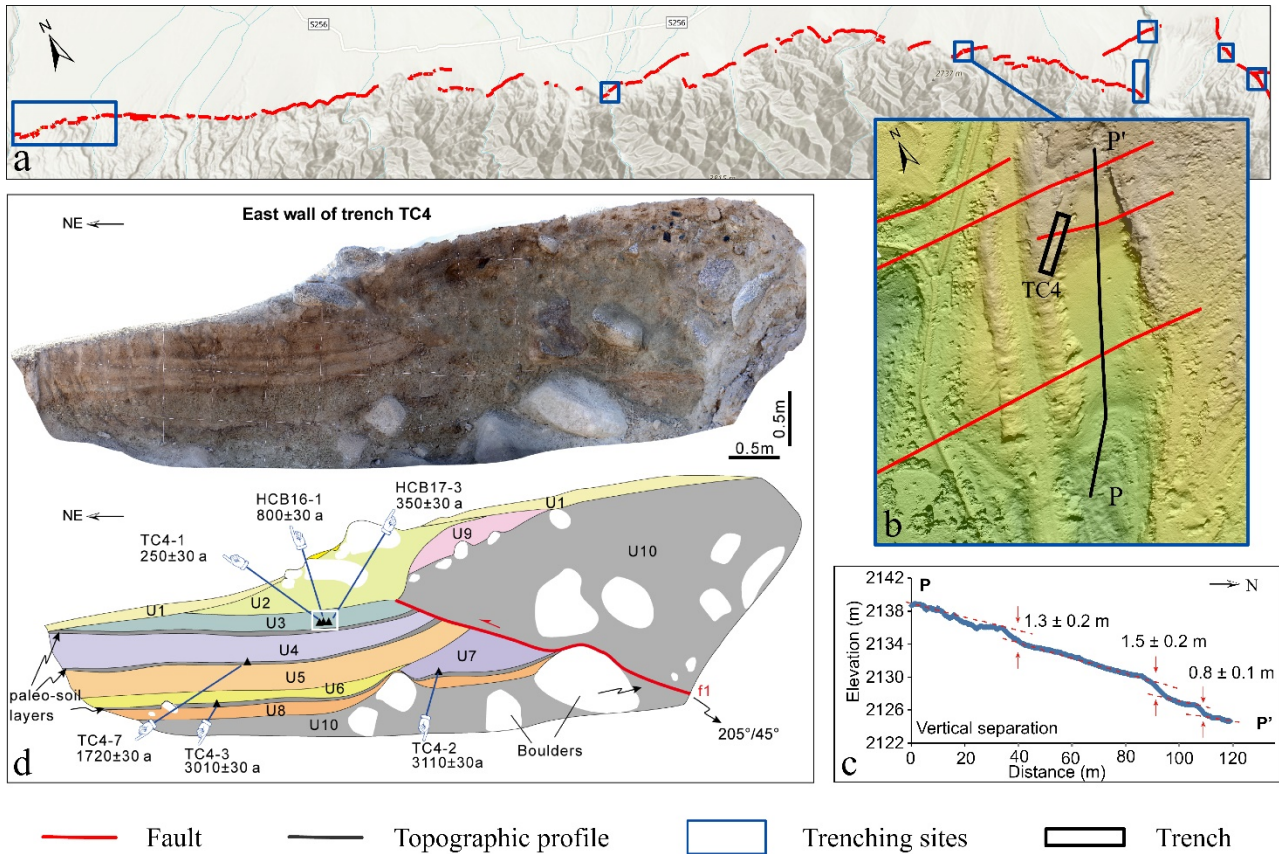 N
S256
S256
2737 m
a
East wall of trench TC4
NE
0.5m
0.5m
HCB16-1
800±30 a
HCB17-3
350±30 a
NE
TC4-1
250±30 a
U1
U9
U10
U2
U1
U3
U4
U7
U5
U6
U8
U10
f1
paleo-soil
layers
Boulders
205°/45°
TC4-7
1720±30 a
TC4-3
3010±30 a
TC4-2
3110±30a
d
N
P'
TC4
P
b
P
N
2142
2138
2134
2130
2126
2122
Elevation (m)
1.3 ± 0.2 m
1.5 ± 0.2 m
0.8 ± 0.1 m
Vertical separation
P'
c
0 20 40 60 80 100 120
Distance (m)
Fault
Topographic profile
Trenching sites
Trench